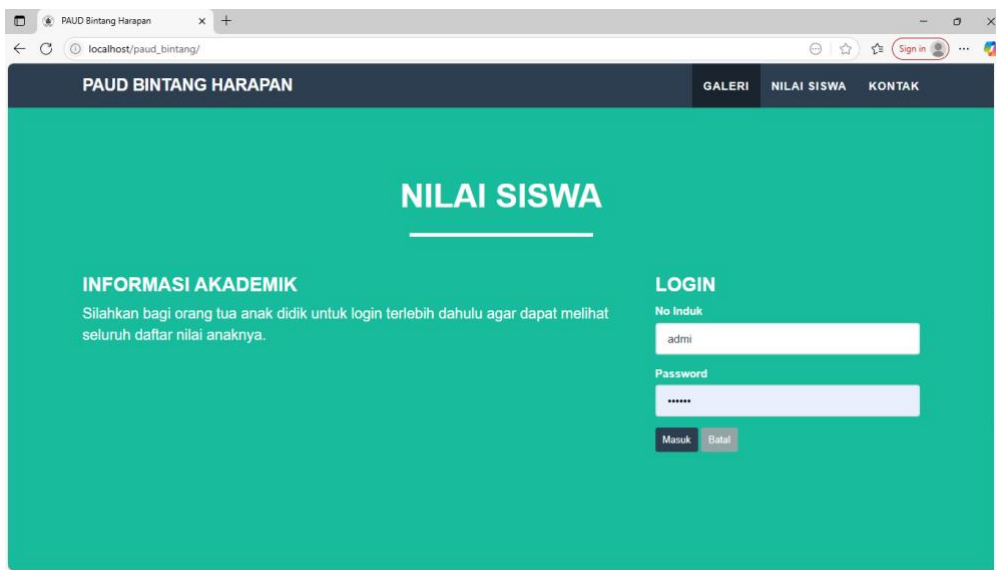 PAUD Bintang Harapan
localhost/paud_bintang/
Sign in
PAUD BINTANG HARAPAN
GALERI
NILAI SISWA
KONTAK
NILAI SISWA
INFORMASI AKADEMIK
Silahkan bagi orang tua anak didik untuk login terlebih dahulu agar dapat melihat
seluruh daftar nilai anaknya.
LOGIN
No Induk
admi
Password
••••••
Masuk
Batal